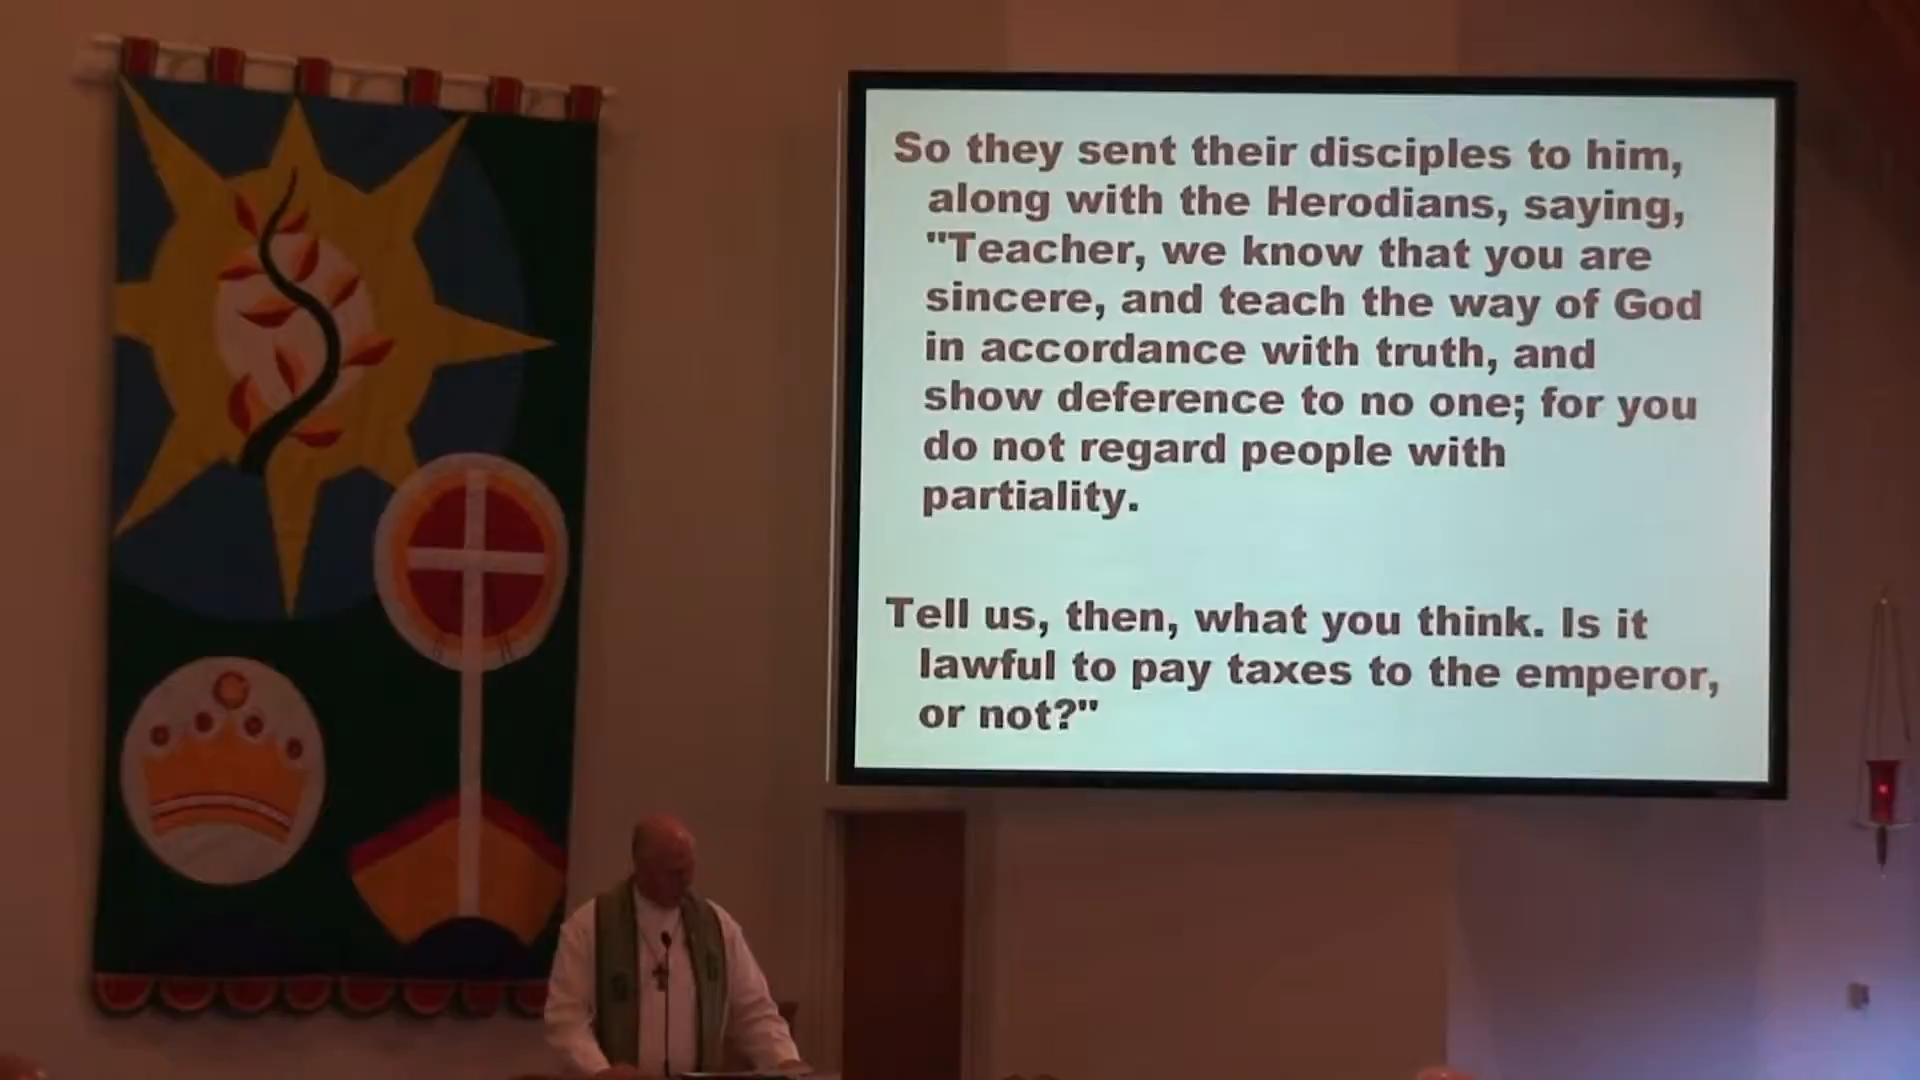 So they sent their disciples to him,
along with the Herodians, saying,
"Teacher, we know that you are
sincere, and teach the way of God
in accordance with truth, and
show deference to no one; for you
do not regard people with
partiality.
Tell us, then, what you think. Is it
lawful to pay taxes to the emperor,
or not?"